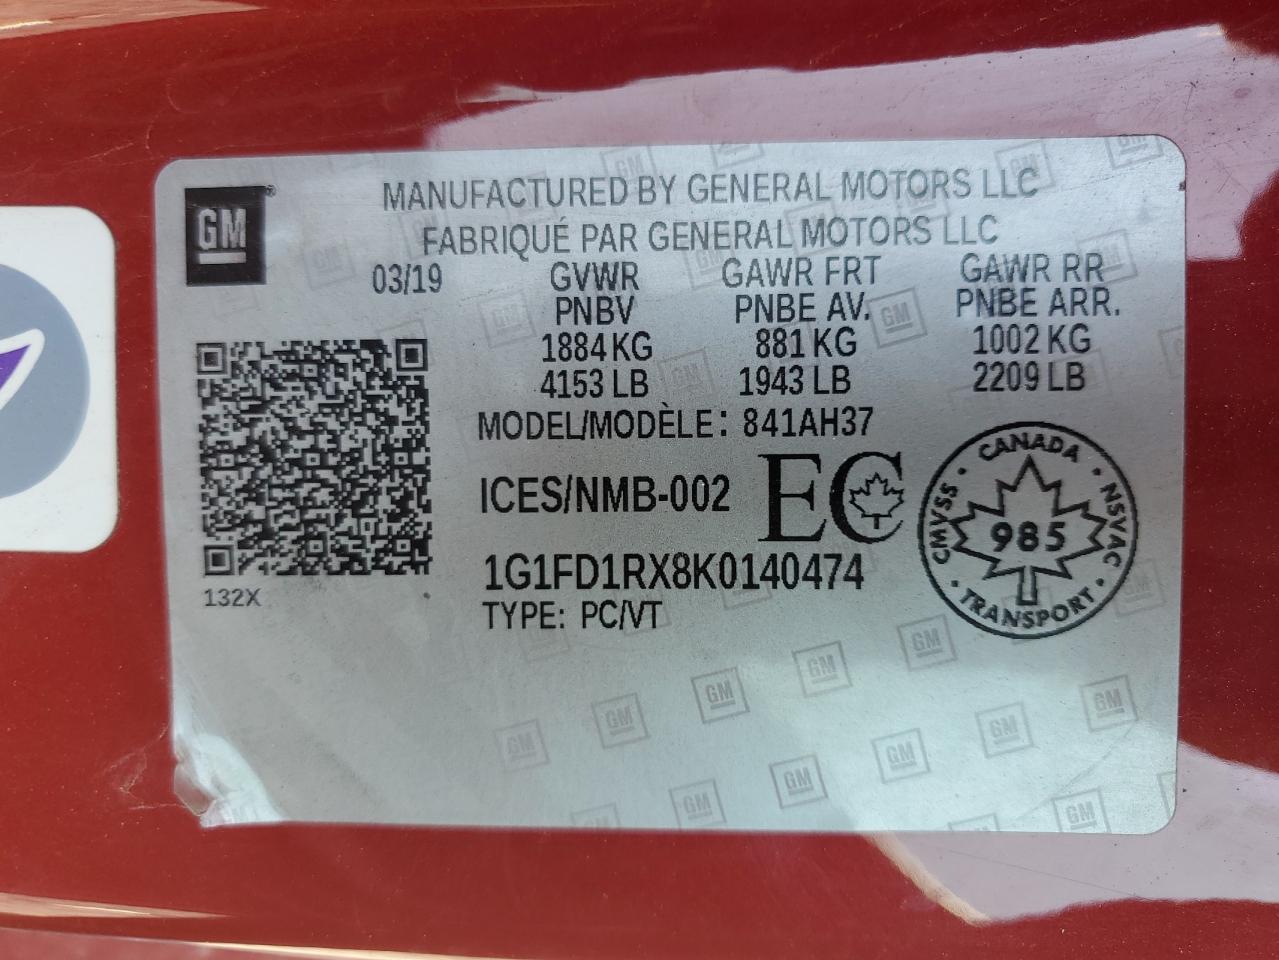 GM
MANUFACTURED BY GENERAL MOTORS LLC
FABRIQUÉ PAR GENERAL MOTORS LLC
03/19 GVWR GAWR FRT GAWR RR
PNBV PNBE AV. PNBE ARR.
1884 KG 881 KG 1002 KG
4153 LB 1943 LB 2209 LB
MODEL/MODÈLE: 841AH37
ICES/NMB-002 EC
CANADA
CMVSS 985 NSVAC
TRANSPORT
1G1FD1RX8K0140474
132X
TYPE: PC/VT